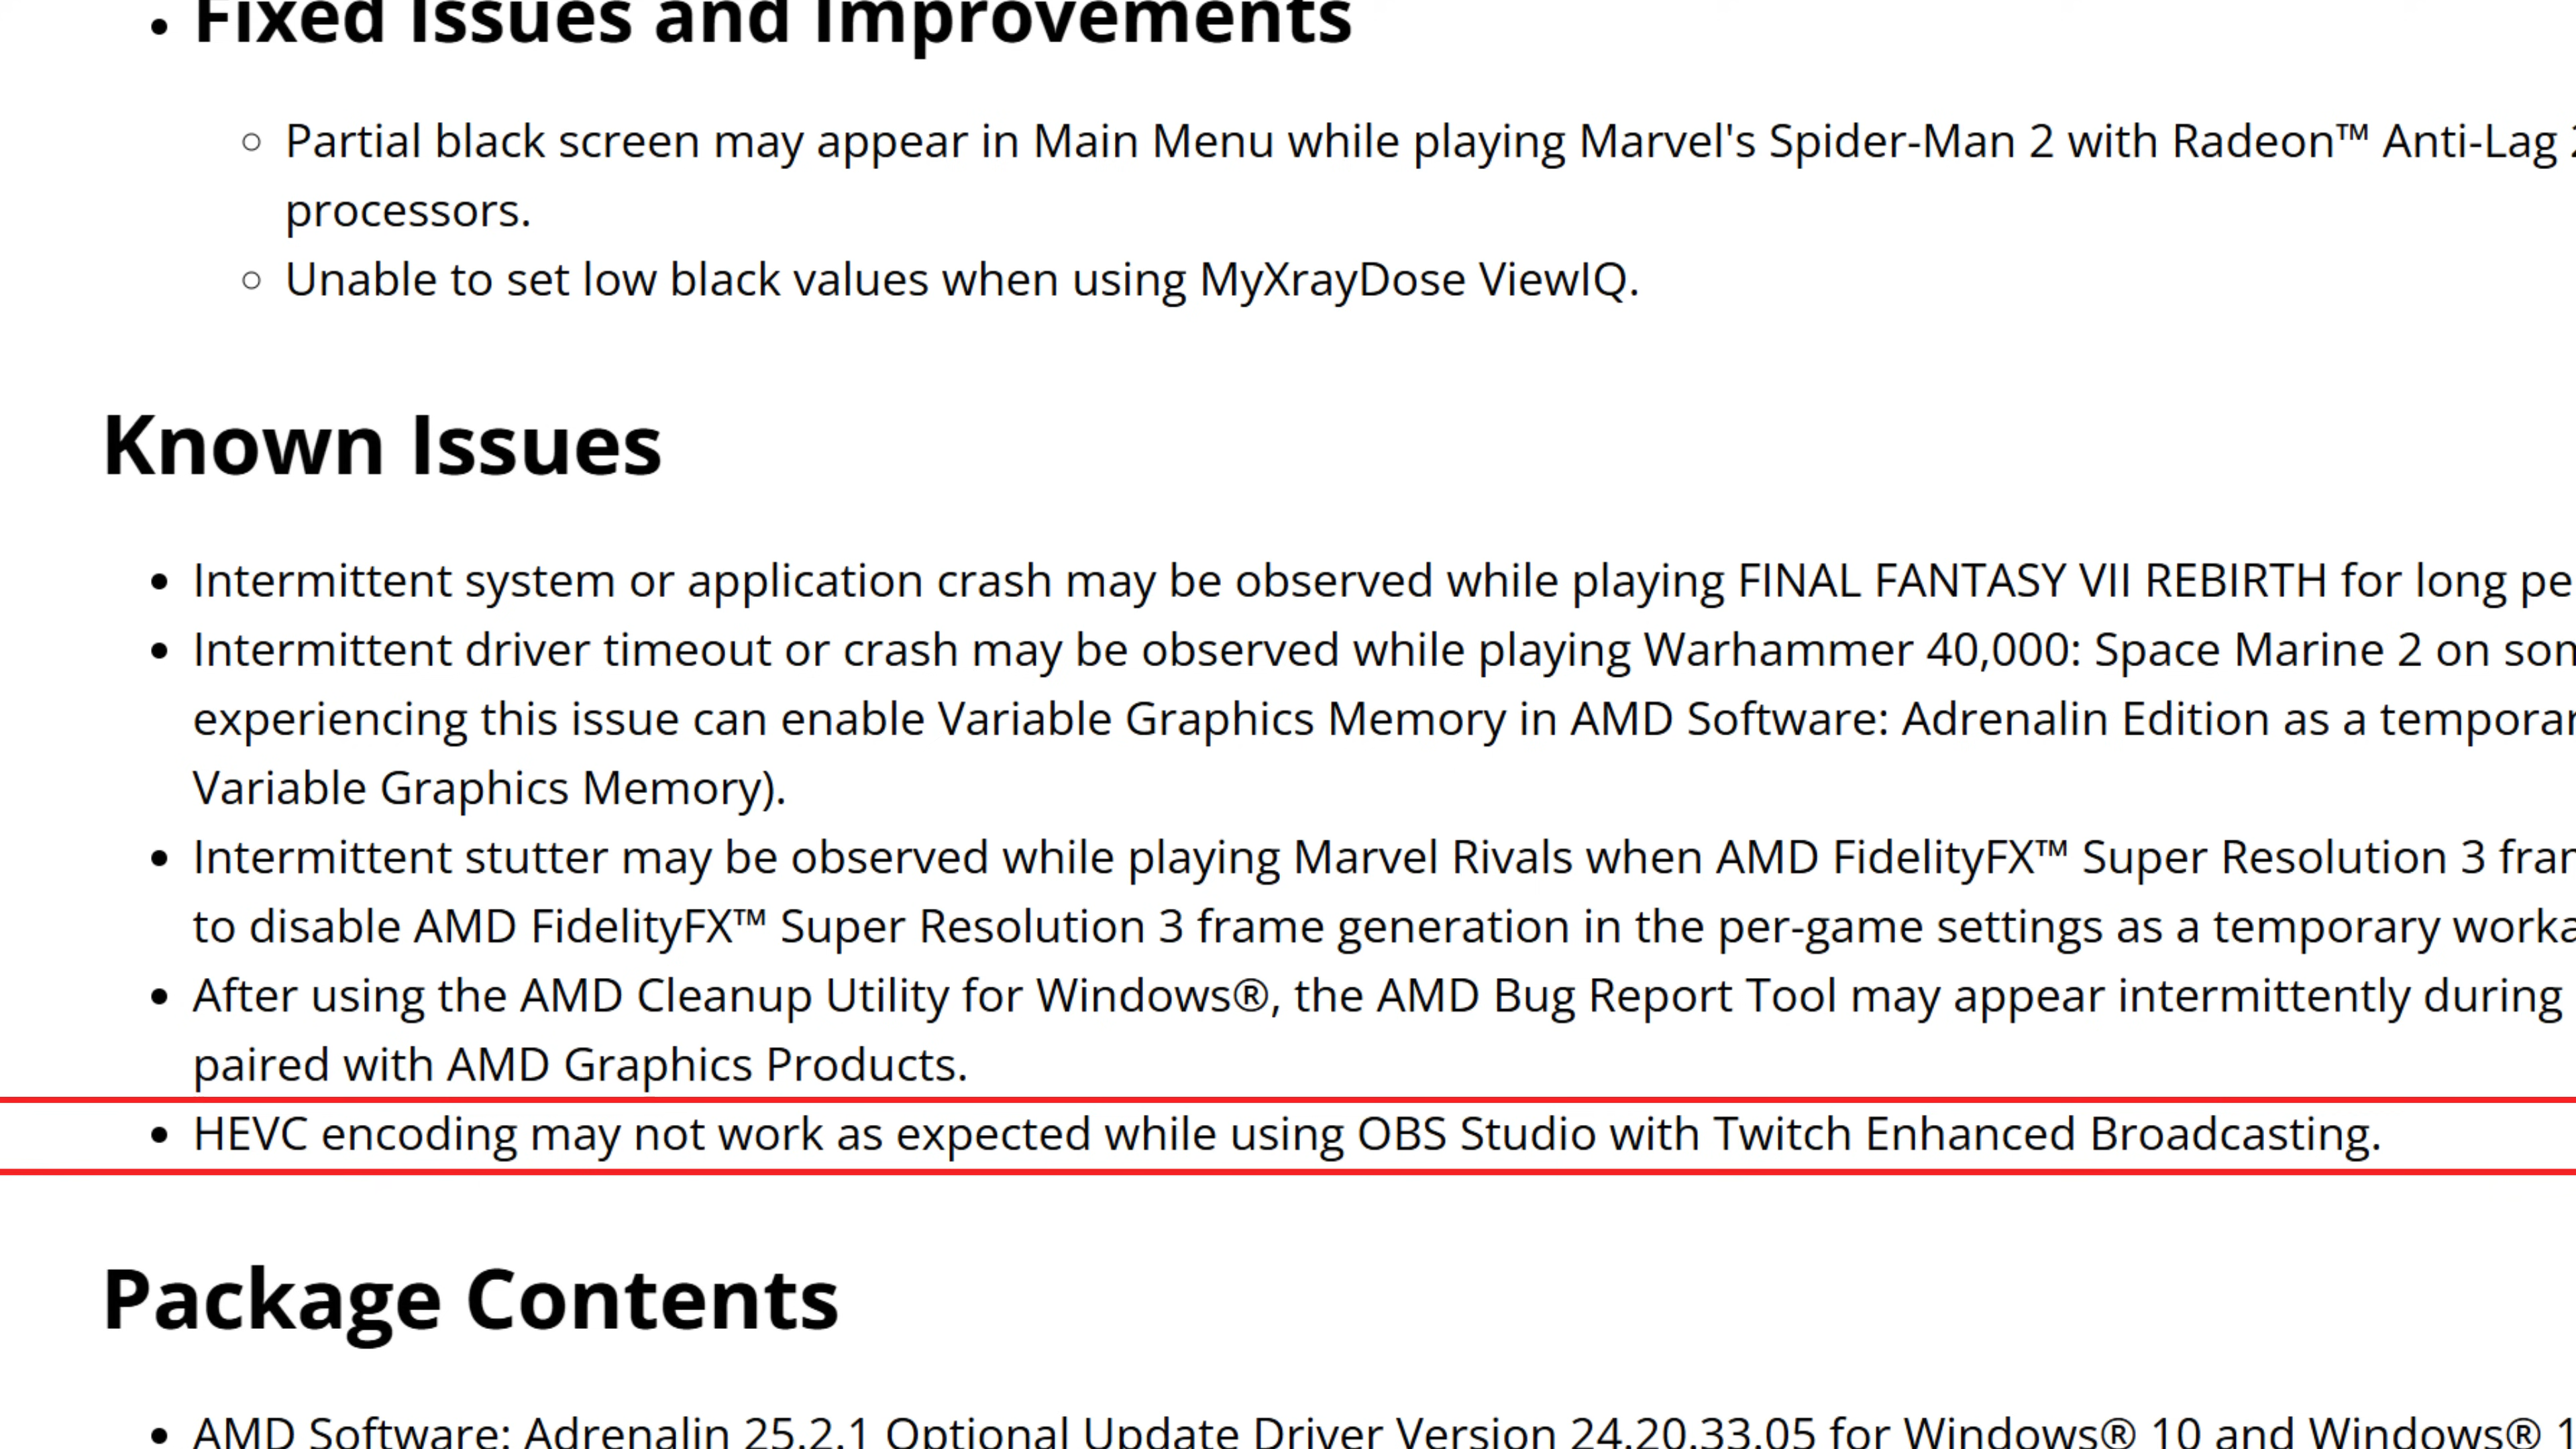 Fixed Issues and Improvements
Partial black screen may appear in Main Menu while playing Marvel's Spider-Man 2 with Radeon™ Anti-Lag
processors.
Unable to set low black values when using MyXrayDose ViewIQ.
Known Issues
Intermittent system or application crash may be observed while playing FINAL FANTASY VII REBIRTH for long
Intermittent driver timeout or crash may be observed while playing Warhammer 40,000: Space Marine 2 on
experiencing this issue can enable Variable Graphics Memory in AMD Software: Adrenalin Edition as a
Variable Graphics Memory).
Intermittent stutter may be observed while playing Marvel Rivals when AMD FidelityFX™ Super Resolution 3
to disable AMD FidelityFX™ Super Resolution 3 frame generation in the per-game settings as a temporary
After using the AMD Cleanup Utility for Windows®, the AMD Bug Report Tool may appear intermittently during
paired with AMD Graphics Products.
HEVC encoding may not work as expected while using OBS Studio with Twitch Enhanced Broadcasting.
Package Contents
AMD Software: Adrenalin 25.2.1 Optional Update Driver Version 24.20.33.05 for Windows® 10 and Windows®